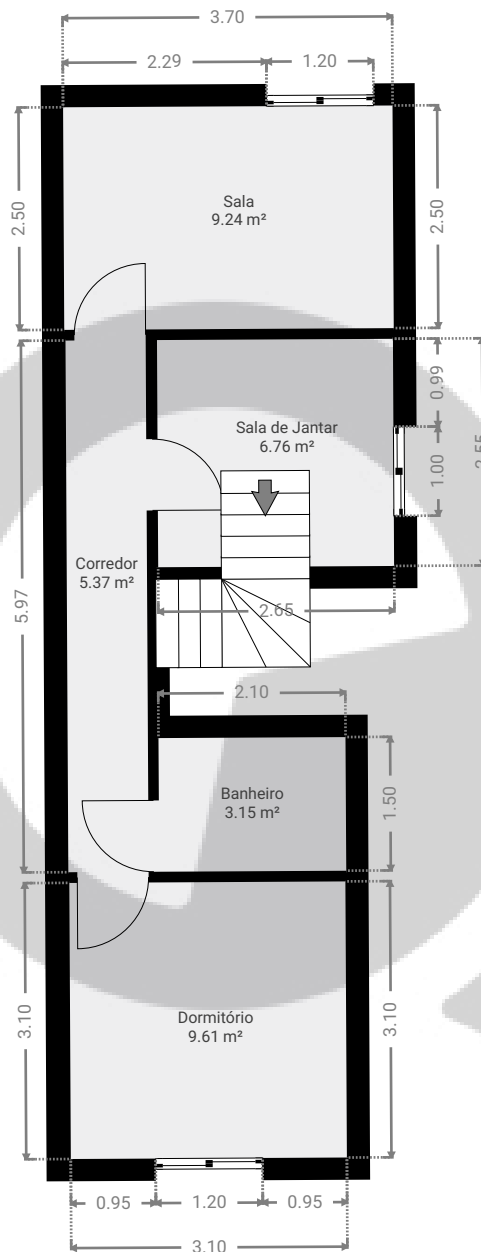 3.70
2.29
1.20
2.50
2.50
Sala
9.24 m²
0.99
Sala de Jantar
6.76 m²
1.00
2.55
Corredor
5.37 m²
5.97
2.65
2.10
Banheiro
3.15 m²
1.50
Dormitório
9.61 m²
3.10
3.10
0.95
1.20
0.95
3.10